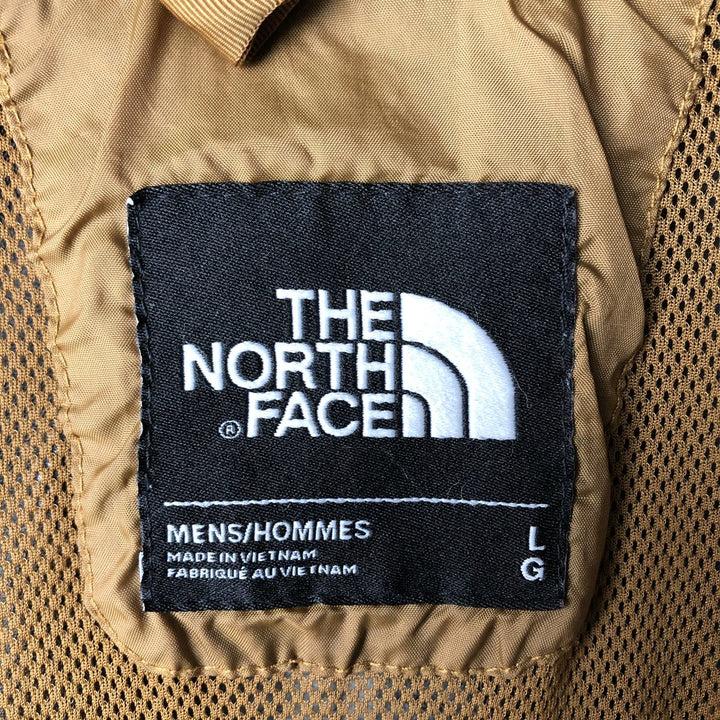 THE
NORTH
FACE
®
MENS/HOMMES
MADE IN VIETNAM
FABRIQUÉ AU VIETNAM
L
G